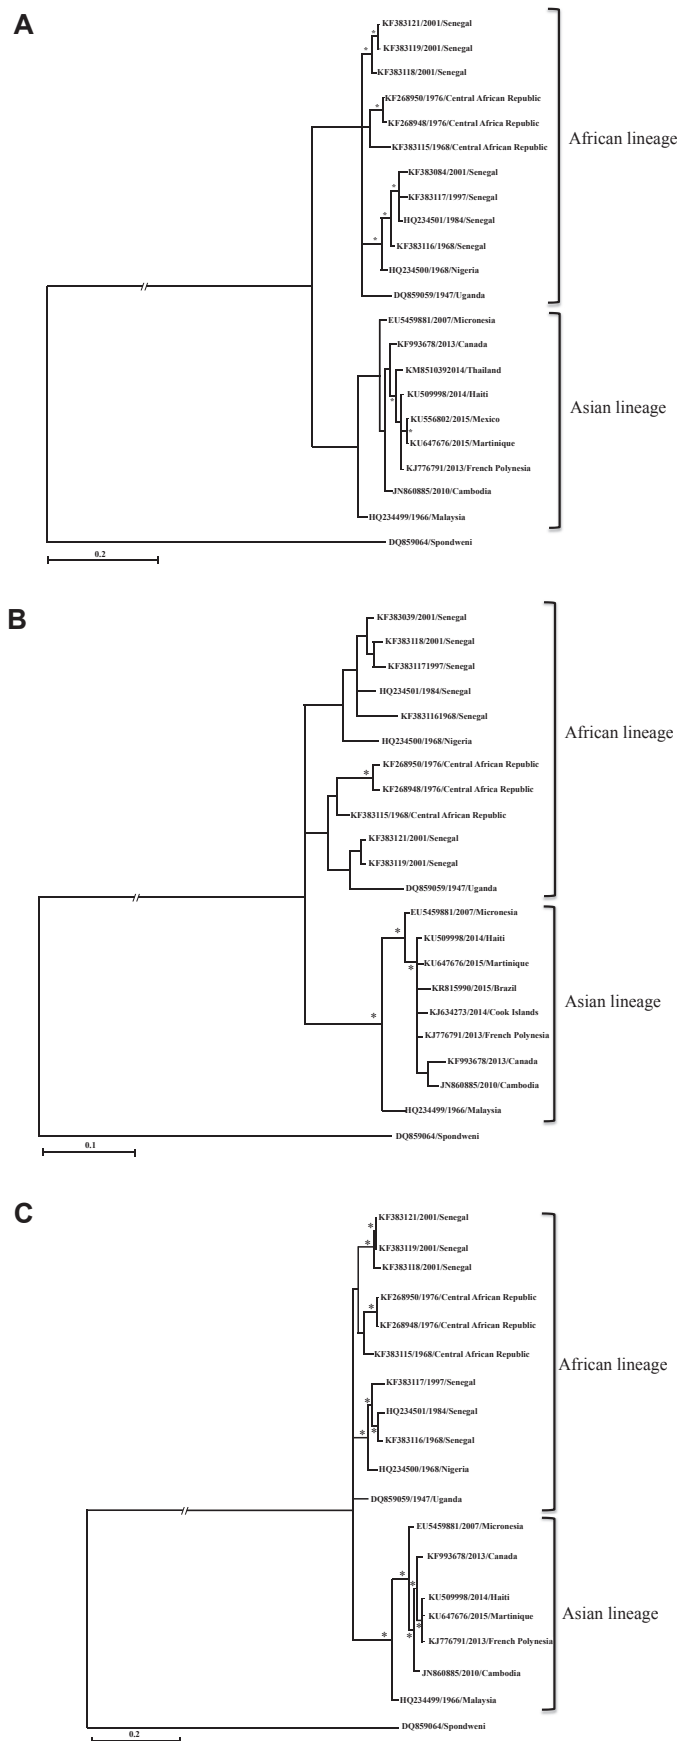 A
KF383121/2001/Senegal
*
*
KF383119/2001/Senegal
KF383118/2001/Senegal
KF268950/1976/Central African Republic
*
KF268948/1976/Central Africa Republic
KF383115/1968/Central African Republic
African lineage
KF383084/2001/Senegal
*
KF383117/1997/Senegal
*
HQ234501/1984/Senegal
*
KF383116/1968/Senegal
HQ234500/1968/Nigeria
DQ859059/1947/Uganda
EU5459881/2007/Micronesia
KF993678/2013/Canada
KM8510392014/Thailand
KU509998/2014/Haiti
*
Asian lineage
KU556802/2015/Mexico
*
KU647676/2015/Martinique
KJ776791/2013/French Polynesia
JN860885/2010/Cambodia
HQ234499/1966/Malaysia
DQ859064/Spondweni
0.2
B
KF383039/2001/Senegal
KF383118/2001/Senegal
KF3831171997/Senegal
HQ234501/1984/Senegal
KF3831161968/Senegal
African lineage
HQ234500/1968/Nigeria
KF268950/1976/Central African Republic
*
KF268948/1976/Central Africa Republic
KF383115/1968/Central African Republic
KF383121/2001/Senegal
KF383119/2001/Senegal
DQ859059/1947/Uganda
EU5459881/2007/Micronesia
*
KU509998/2014/Haiti
KU647676/2015/Martinique
*
KR815990/2015/Brazil
Asian lineage
KJ634273/2014/Cook Islands
*
KJ776791/2013/French Polynesia
KF993678/2013/Canada
JN860885/2010/Cambodia
HQ234499/1966/Malaysia
DQ859064/Spondweni
0.1
C
KF383121/2001/Senegal
*
*
KF383119/2001/Senegal
KF383118/2001/Senegal
KF268950/1976/Central African Republic
*
KF268948/1976/Central African Republic
KF383115/1968/Central African Republic
African lineage
KF383117/1997/Senegal
*
HQ234501/1984/Senegal
*
*
KF383116/1968/Senegal
HQ234500/1968/Nigeria
DQ859059/1947/Uganda
EU5459881/2007/Micronesia
KF993678/2013/Canada
*
*
KU509998/2014/Haiti
KU647676/2015/Martinique
Asian lineage
*
*
*
KJ776791/2013/French Polynesia
JN860885/2010/Cambodia
HQ234499/1966/Malaysia
DQ859064/Spondweni
0.2